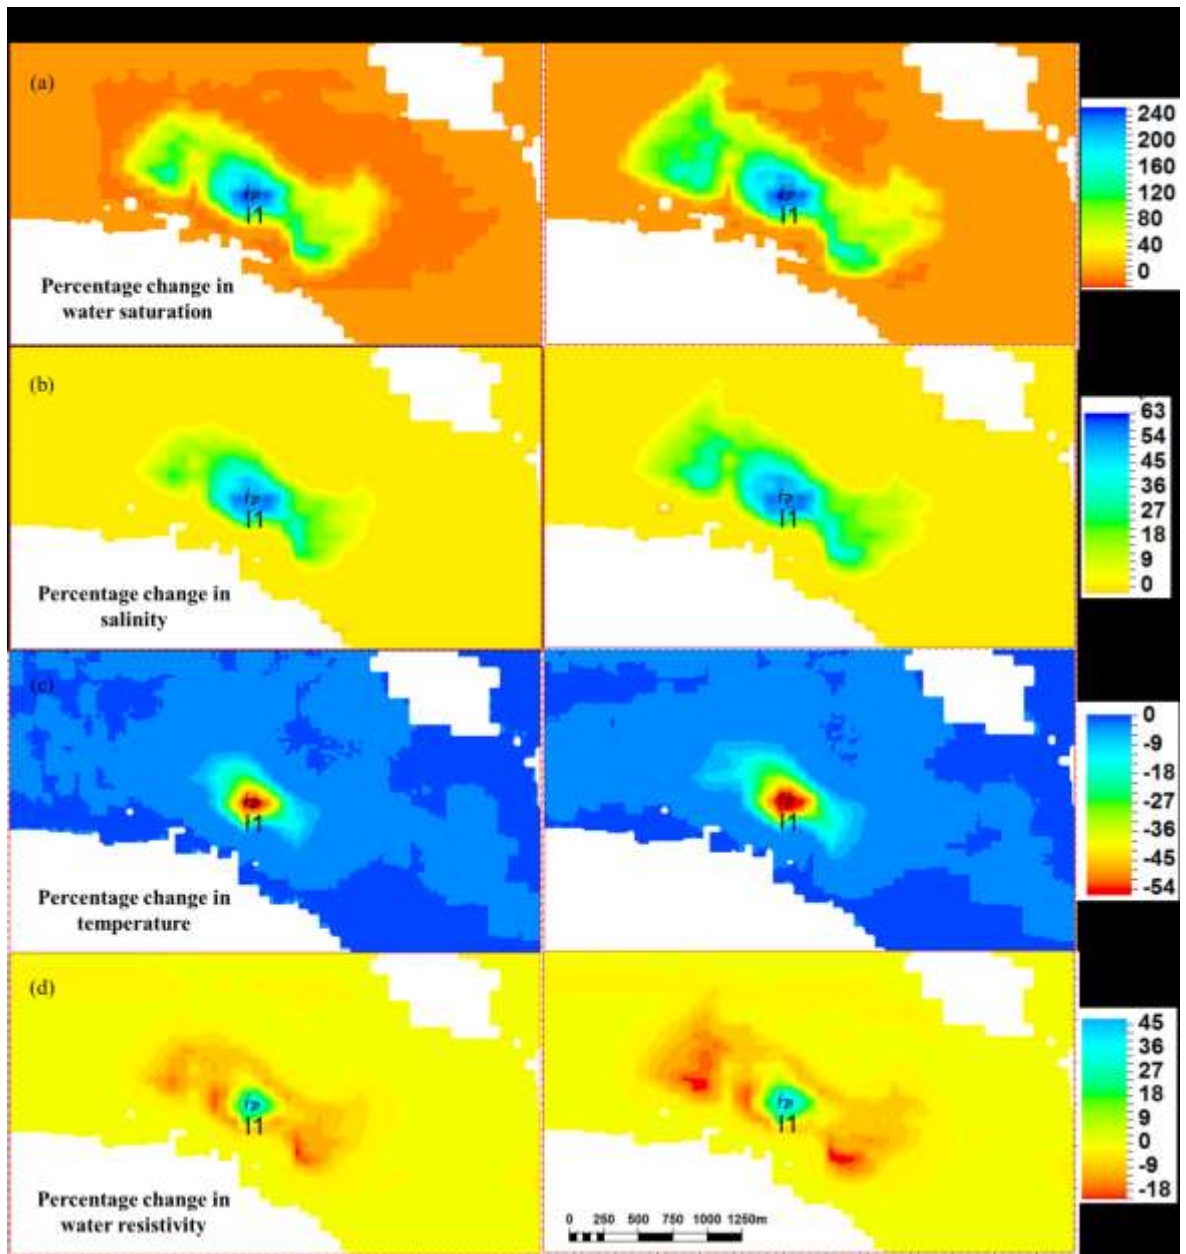 (a)
I1
I1
Percentage change in
water saturation
240
200
160
120
80
40
0
(b)
I1
I1
Percentage change in
salinity
63
54
45
36
27
18
9
0
(c)
I1
I1
Percentage change in
temperature
0
-9
-18
-27
-36
-45
-54
(d)
I1
I1
Percentage change in
water resistivity
0 250 500 750 1000 1250m
45
36
27
18
9
0
-9
-18